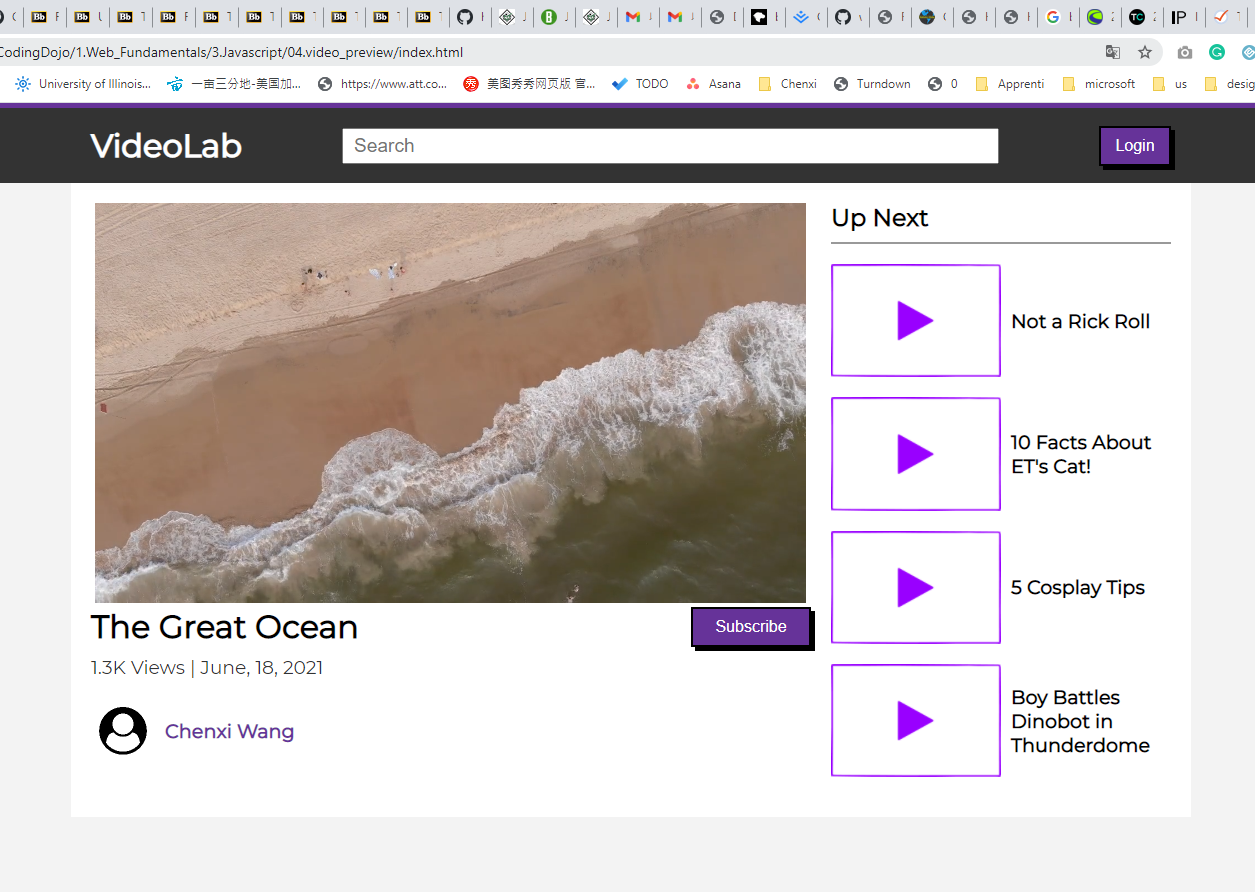 CodingDojo/1.Web_Fundamentals/3.Javascript/04.video_preview/index.html
University of Illinois...
一亩三分地-美国加...
https://www.att.co...
美图秀秀网页版 官...
TODO
Asana
Chenxi
Turndown
0
Apprenti
microsoft
us
desig
VideoLab
Search
Login
Up Next
Not a Rick Roll
10 Facts About
ET's Cat!
5 Cosplay Tips
Boy Battles
Dinobot in
Thunderdome
The Great Ocean
Subscribe
1.3K Views | June, 18, 2021
Chenxi Wang